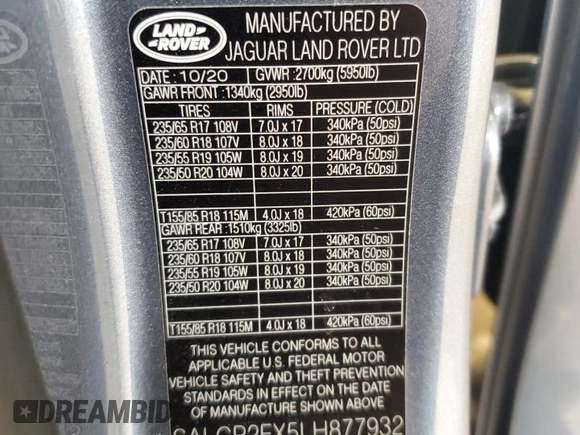 LAND
ROVER
MANUFACTURED BY
JAGUAR LAND ROVER LTD
DATE : 10/20 GVWR :2700kg (5950lb)
GAWR FRONT :1340kg (2950lb)
TIRES RIMS PRESSURE (COLD)
235/65 R17 108V 7.0J x 17 340kPa (50psi)
235/60 R18 107V 8.0J x 18 340kPa (50psi)
235/55 R19 105W 8.0J x 19 340kPa (50psi)
235/50 R20 104W 8.0J x 20 340kPa (50psi)
T155/85 R18 115M 4.0J x 18 420kPa (60psi)
GAWR REAR :1510kg (3325lb)
235/65 R17 108V 7.0J x 17 340kPa (50psi)
235/60 R18 107V 8.0J x 18 340kPa (50psi)
235/55 R19 105W 8.0J x 19 340kPa (50psi)
235/50 R20 104W 8.0J x 20 340kPa (50psi)
T155/85 R18 115M 4.0J x 18 420kPa (60psi)
THIS VEHICLE CONFORMS TO ALL
APPLICABLE U.S. FEDERAL MOTOR
VEHICLE SAFETY AND THEFT PREVENTION
STANDARDS IN EFFECT ON THE DATE OF
MANUFACTURE SHOWN ABOVE
SALCP2FX5LH877932
AUTOHELPERBOT.COM